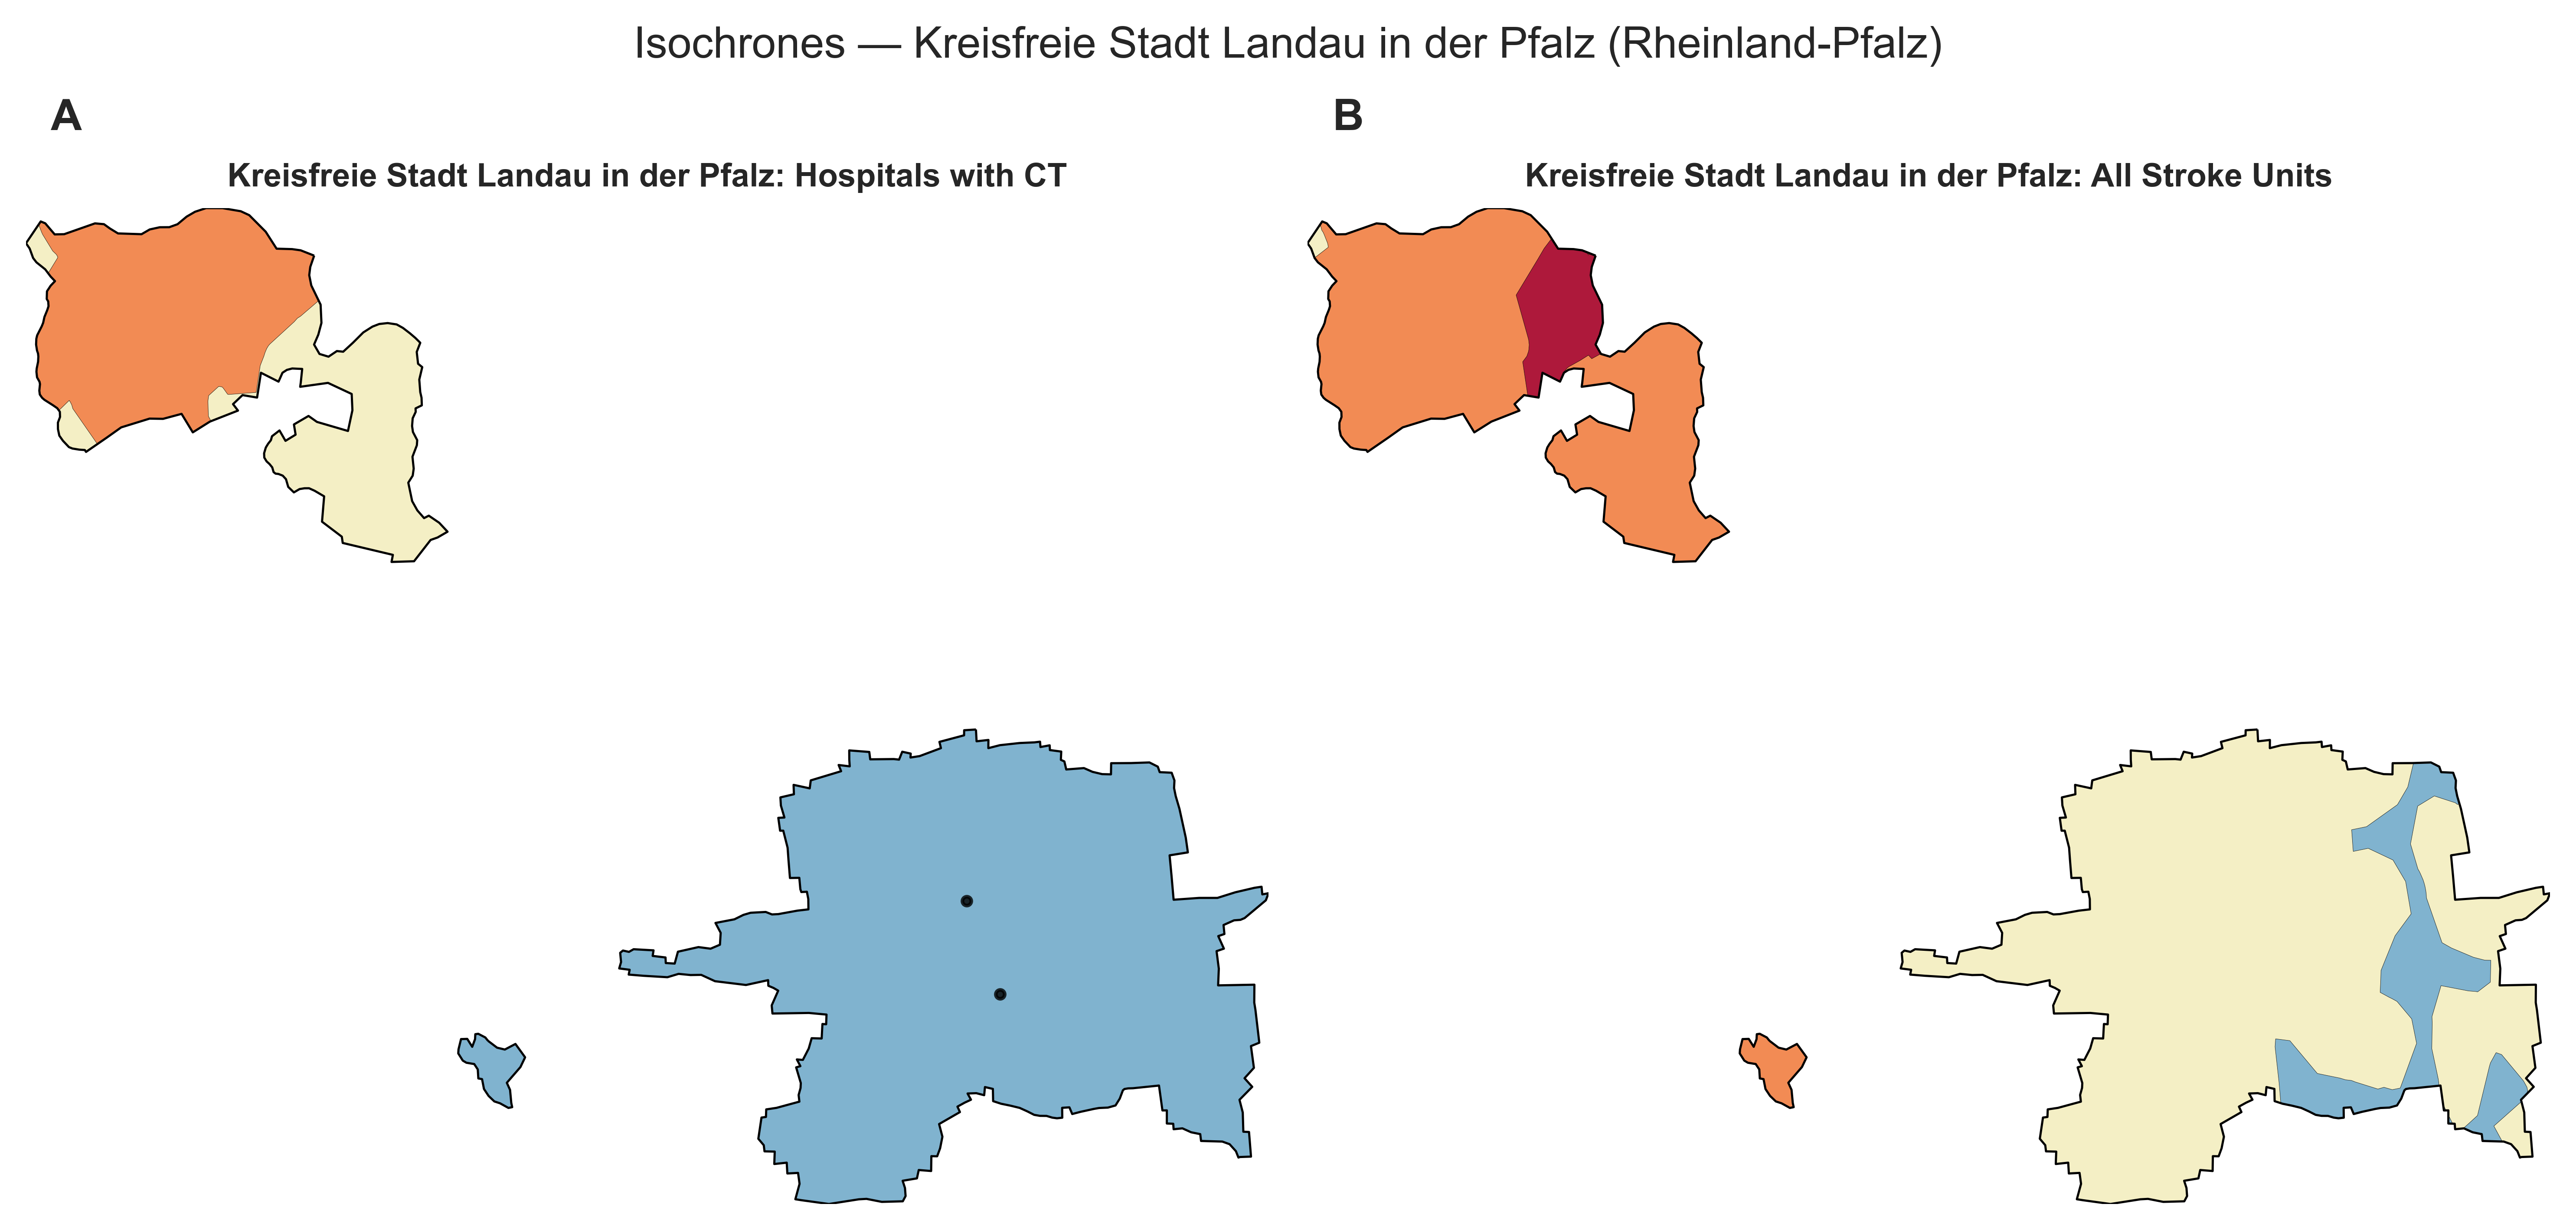 Isochrones — Kreisfreie Stadt Landau in der Pfalz (Rheinland-Pfalz)
A
B
Kreisfreie Stadt Landau in der Pfalz: Hospitals with CT
Kreisfreie Stadt Landau in der Pfalz: All Stroke Units